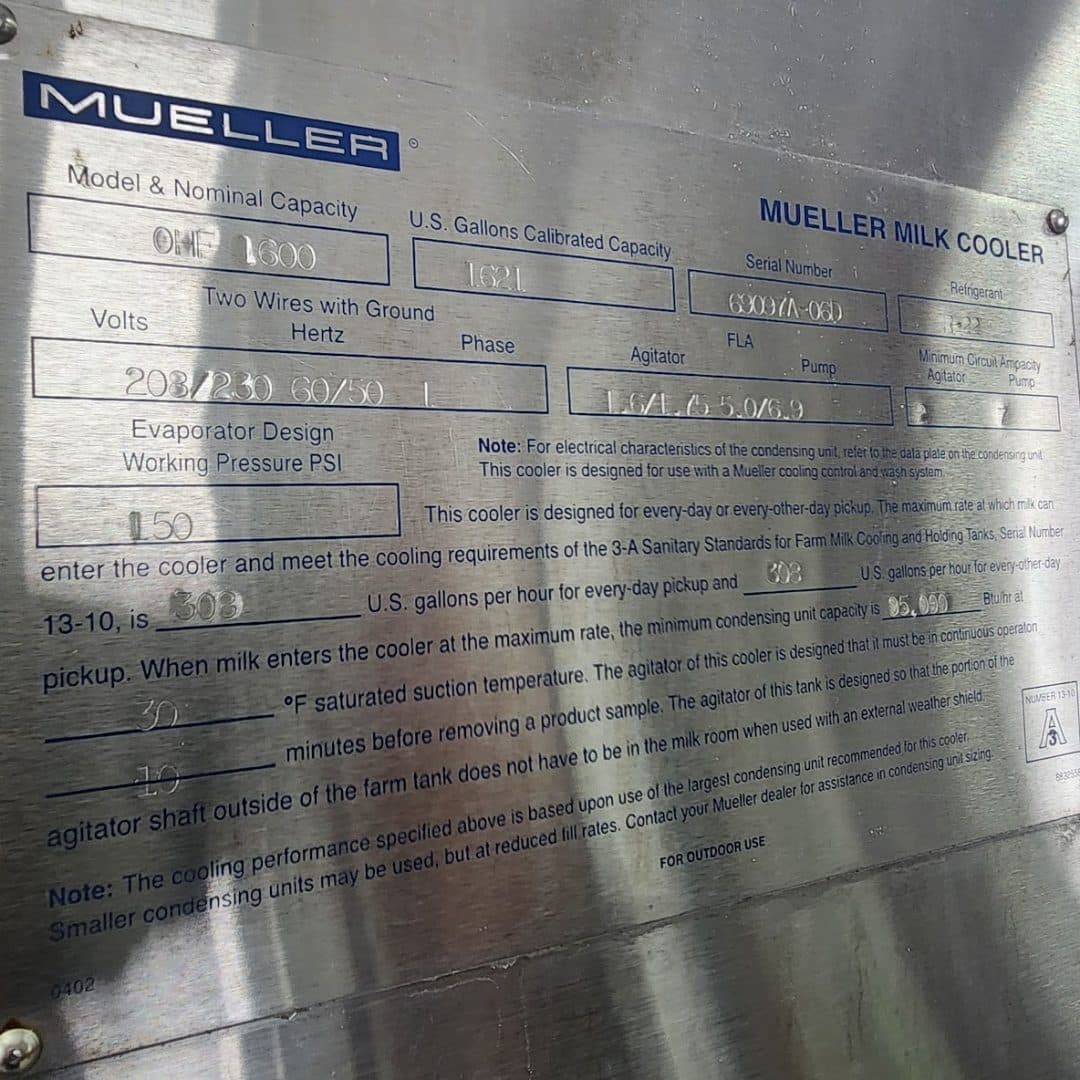 MUELLER®
MUELLER MILK COOLER
Model & Nominal Capacity
U.S. Gallons Calibrated Capacity
Serial Number
Refrigerant
1600
1621
Two Wires with Ground
Volts
Hertz
Phase
FLA
Agitator
Pump
Minimum Circuit Ampacity
Agitator
Pump
208/230 60/50 1
1.6/1.75 5.0/6.9
Evaporator Design
Working Pressure PSI
150
Note: For electrical characteristics of the condensing unit, refer to the data plate on the condensing unit.
This cooler is designed for use with a Mueller cooling control and wash system.
This cooler is designed for every-day or every-other-day pickup. The maximum rate at which milk can
enter the cooler and meet the cooling requirements of the 3-A Sanitary Standards for Farm Milk Cooling and Holding Tanks, Serial Number
13-10, is U.S. gallons per hour for every-day pickup and U.S. gallons per hour for every-other-day
pickup. When milk enters the cooler at the maximum rate, the minimum condensing unit capacity is Btu/hr at
30 °F saturated suction temperature. The agitator of this cooler is designed that it must be in continuous operaton
10 minutes before removing a product sample. The agitator of this tank is designed so that the portion of the
agitator shaft outside of the farm tank does not have to be in the milk room when used with an external weather shield.
Note: The cooling performance specified above is based upon use of the largest condensing unit recommended for this cooler.
Smaller condensing units may be used, but at reduced fill rates. Contact your Mueller dealer for assistance in condensing unit sizing.
FOR OUTDOOR USE
NUMBER 13-10
A
3
0402